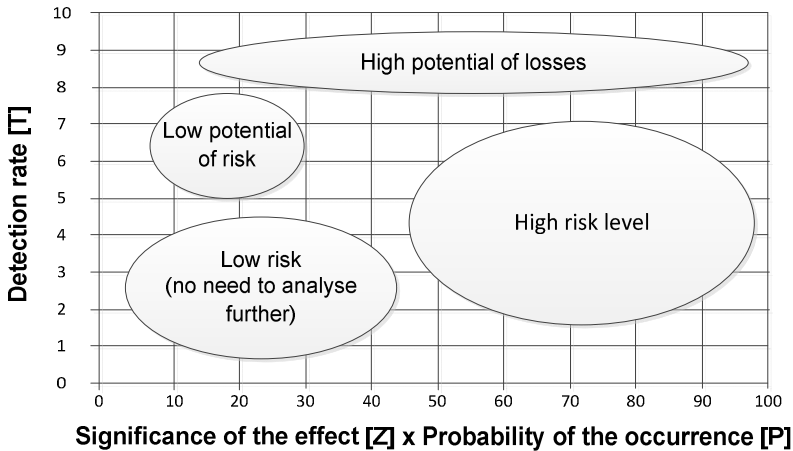 10
9
8
7
6
5
4
3
2
1
0
Detection rate [T]
High potential of losses
Low potential
of risk
High risk level
Low risk
(no need to analyse
further)
0 10 20 30 40 50 60 70 80 90 100
Significance of the effect [Z] x Probability of the occurrence [P]